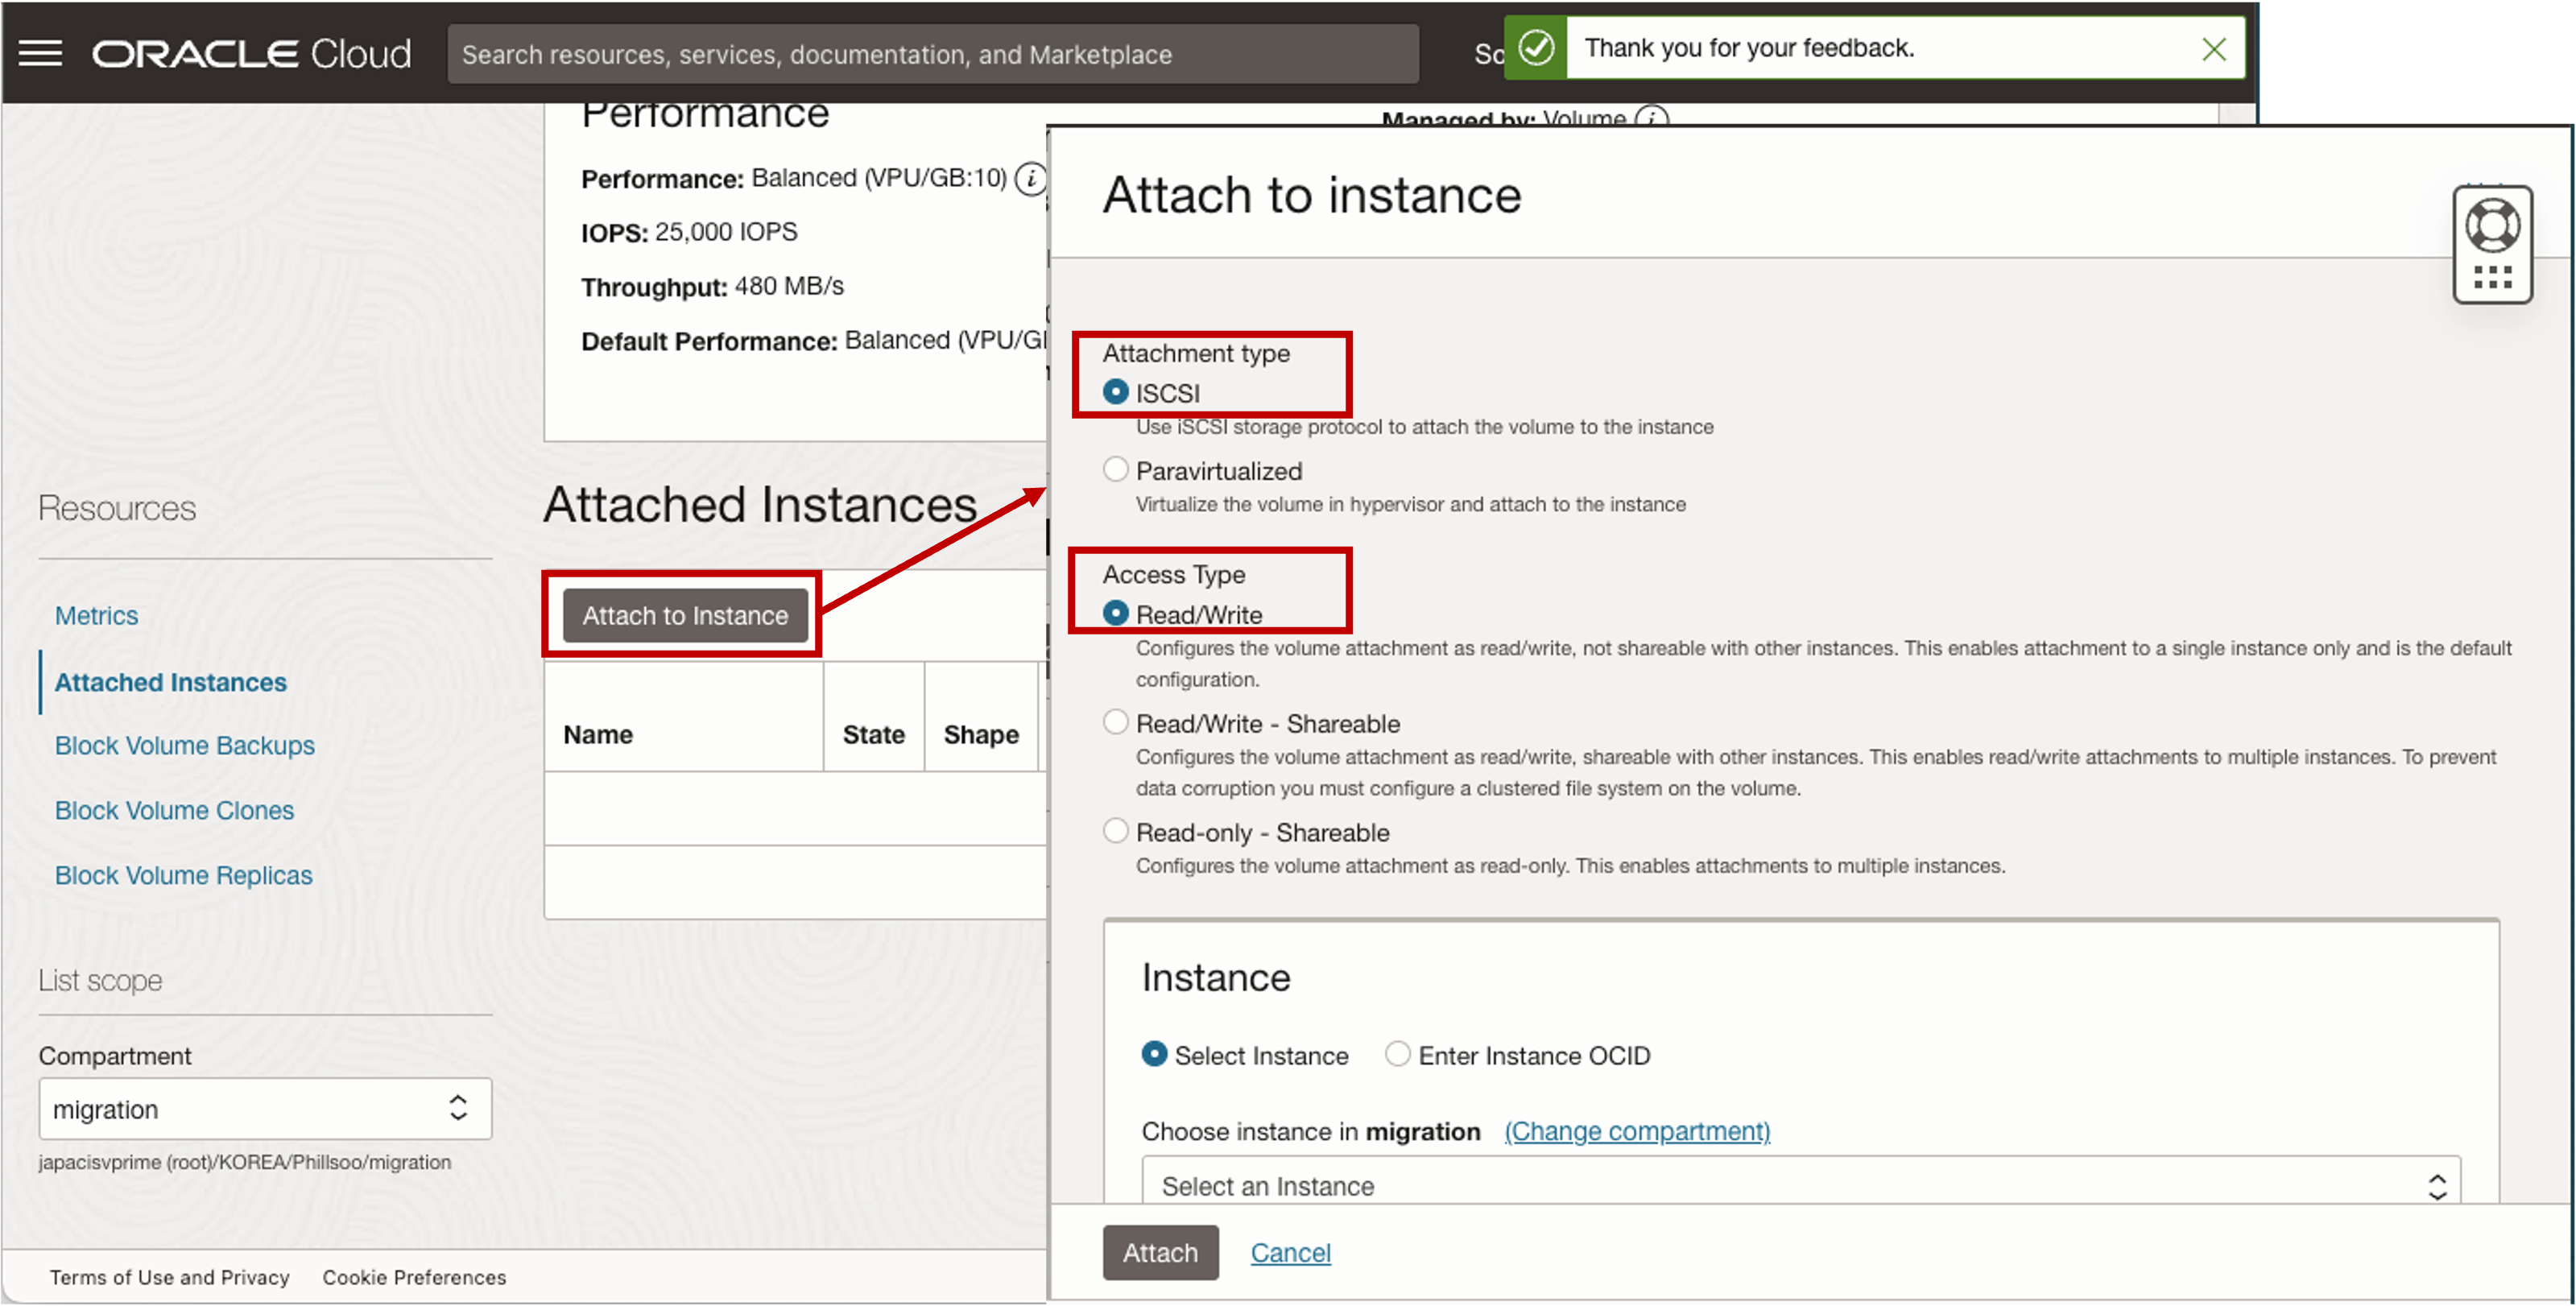 ORACLE Cloud
Search resources, services, documentation, and Marketplace
Thank you for your feedback.
Performance
Managed by: Volume
Performance: Balanced (VPU/GB:10)
IOPS: 25,000 IOPS
Throughput: 480 MB/s
Default Performance: Balanced
Resources
Metrics
Attached Instances
Block Volume Backups
Block Volume Clones
Block Volume Replicas
List scope
Compartment
migration
japacisvprime (root)/KOREA/Phillsoo/migration
Attached Instances
Attach to Instance
Name
State
Shape
Terms of Use and Privacy
Cookie Preferences
Attach to instance
Attachment type
ISCSI
Use iSCSI storage protocol to attach the volume to the instance
Paravirtualized
Virtualize the volume in hypervisor and attach to the instance
Access Type
Read/Write
Configures the volume attachment as read/write, not shareable with other instances. This enables attachment to a single instance only and is the default
configuration.
Read/Write - Shareable
Configures the volume attachment as read/write, shareable with other instances. This enables read/write attachments to multiple instances. To prevent
data corruption you must configure a clustered file system on the volume.
Read-only - Shareable
Configures the volume attachment as read-only. This enables attachments to multiple instances.
Instance
Select Instance
Enter Instance OCID
Choose instance in migration (Change compartment)
Select an Instance
Attach
Cancel